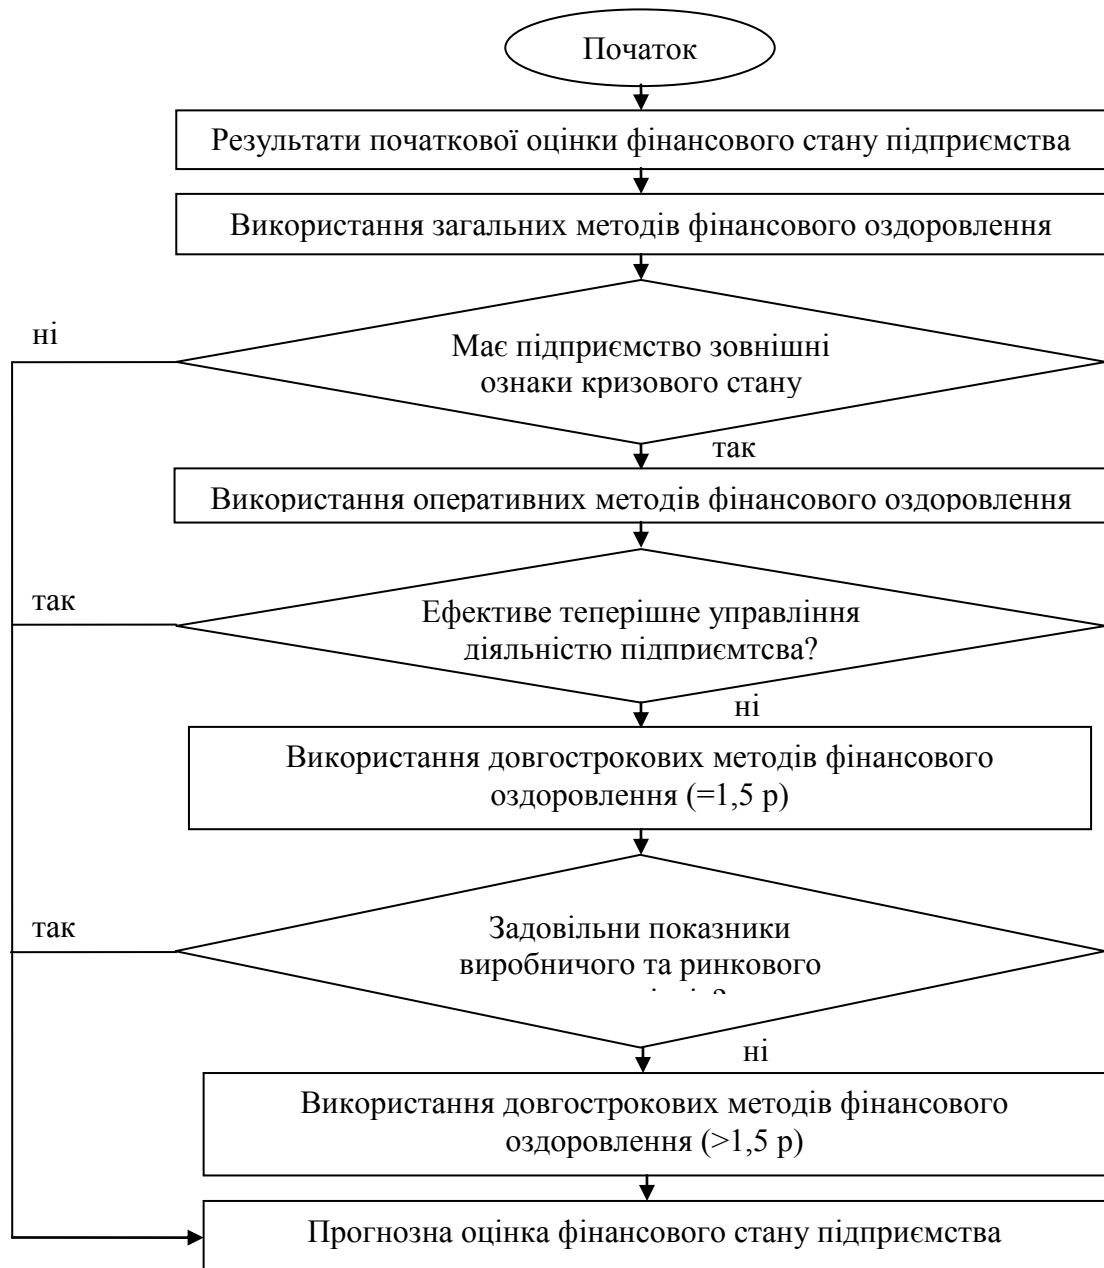 Початок
Результати початкової оцінки фінансового стану підприємства
Використання загальних методів фінансового оздоровлення
ні
Має підприємство зовнішні
ознаки кризового стану
так
Використання оперативних методів фінансового оздоровлення
так
Ефективе теперішне управління
діяльністю підприємтсва?
ні
Використання довгострокових методів фінансового
оздоровлення (=1,5 р)
так
Задовільни показники
виробничого та ринкового
ні
Використання довгострокових методів фінансового
оздоровлення (>1,5 р)
Прогнозна оцінка фінансового стану підприємства